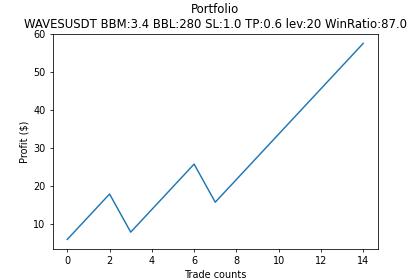 Portfolio
WAVESUSDT BBM:3.4 BBL:280 SL:1.0 TP:0.6 lev:20 WinRatio:87.0
60
50
40
30
20
10
Profit ($)
0 2 4 6 8 10 12 14
Trade counts